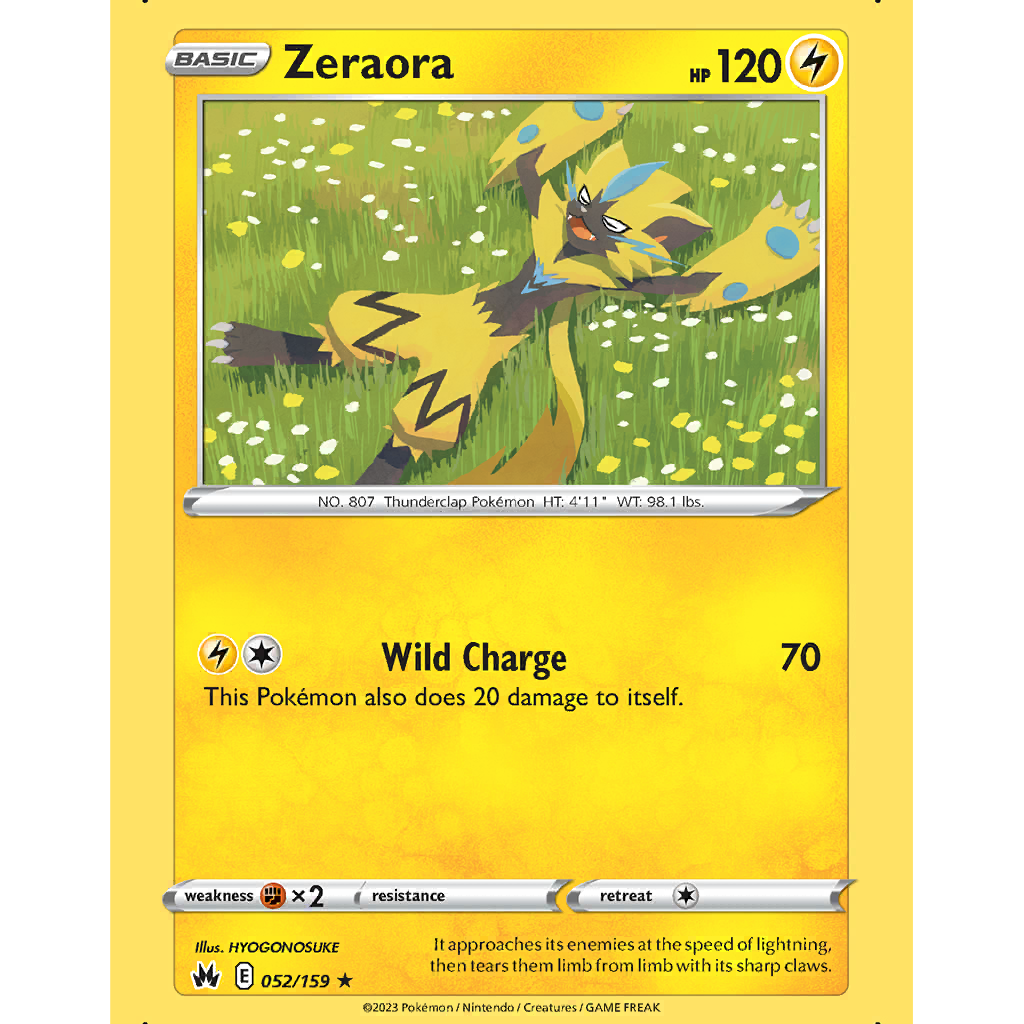 BASIC Zeraora HP 120
NO. 807 Thunderclap Pokémon HT: 4'11" WT: 98.1 lbs.
Wild Charge 70
This Pokémon also does 20 damage to itself.
weakness ×2 resistance retreat
Illus. HYOGONOSUKE
E 052/159 ★
It approaches its enemies at the speed of lightning,
then tears them limb from limb with its sharp claws.
©2023 Pokémon / Nintendo / Creatures / GAME FREAK